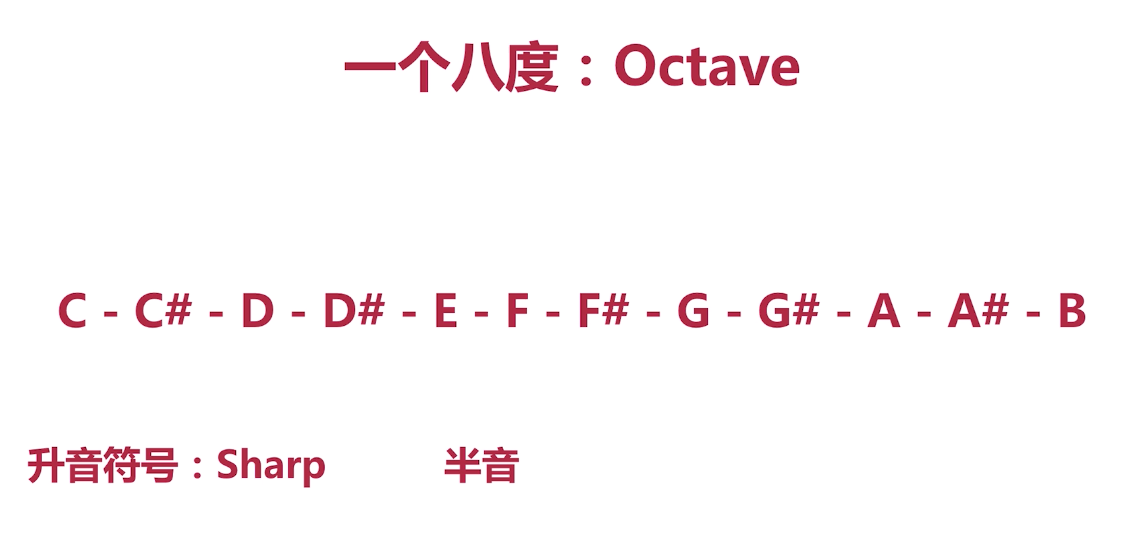 一个八度：Octave
C - C# - D - D# - E - F - F# - G - G# - A - A# - B
升音符号：Sharp 半音